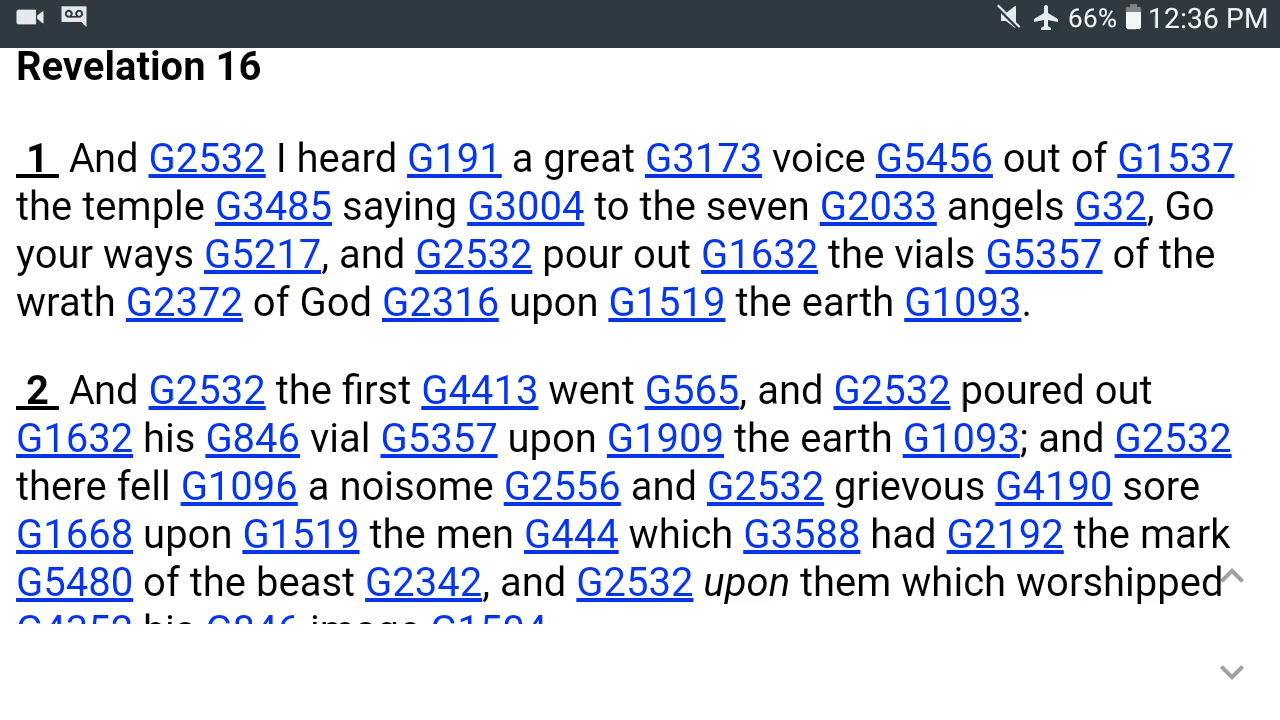 66% 12:36 PM
Revelation 16
1 And G2532 I heard G191 a great G3173 voice G5456 out of G1537
the temple G3485 saying G3004 to the seven G2033 angels G32, Go
your ways G5217, and G2532 pour out G1632 the vials G5357 of the
wrath G2372 of God G2316 upon G1519 the earth G1093.
2 And G2532 the first G4413 went G565, and G2532 poured out
G1632 his G846 vial G5357 upon G1909 the earth G1093; and G2532
there fell G1096 a noisome G2556 and G2532 grievous G4190 sore
G1668 upon G1519 the men G444 which G3588 had G2192 the mark
G5480 of the beast G2342, and G2532 upon them which worshipped
his G846 image